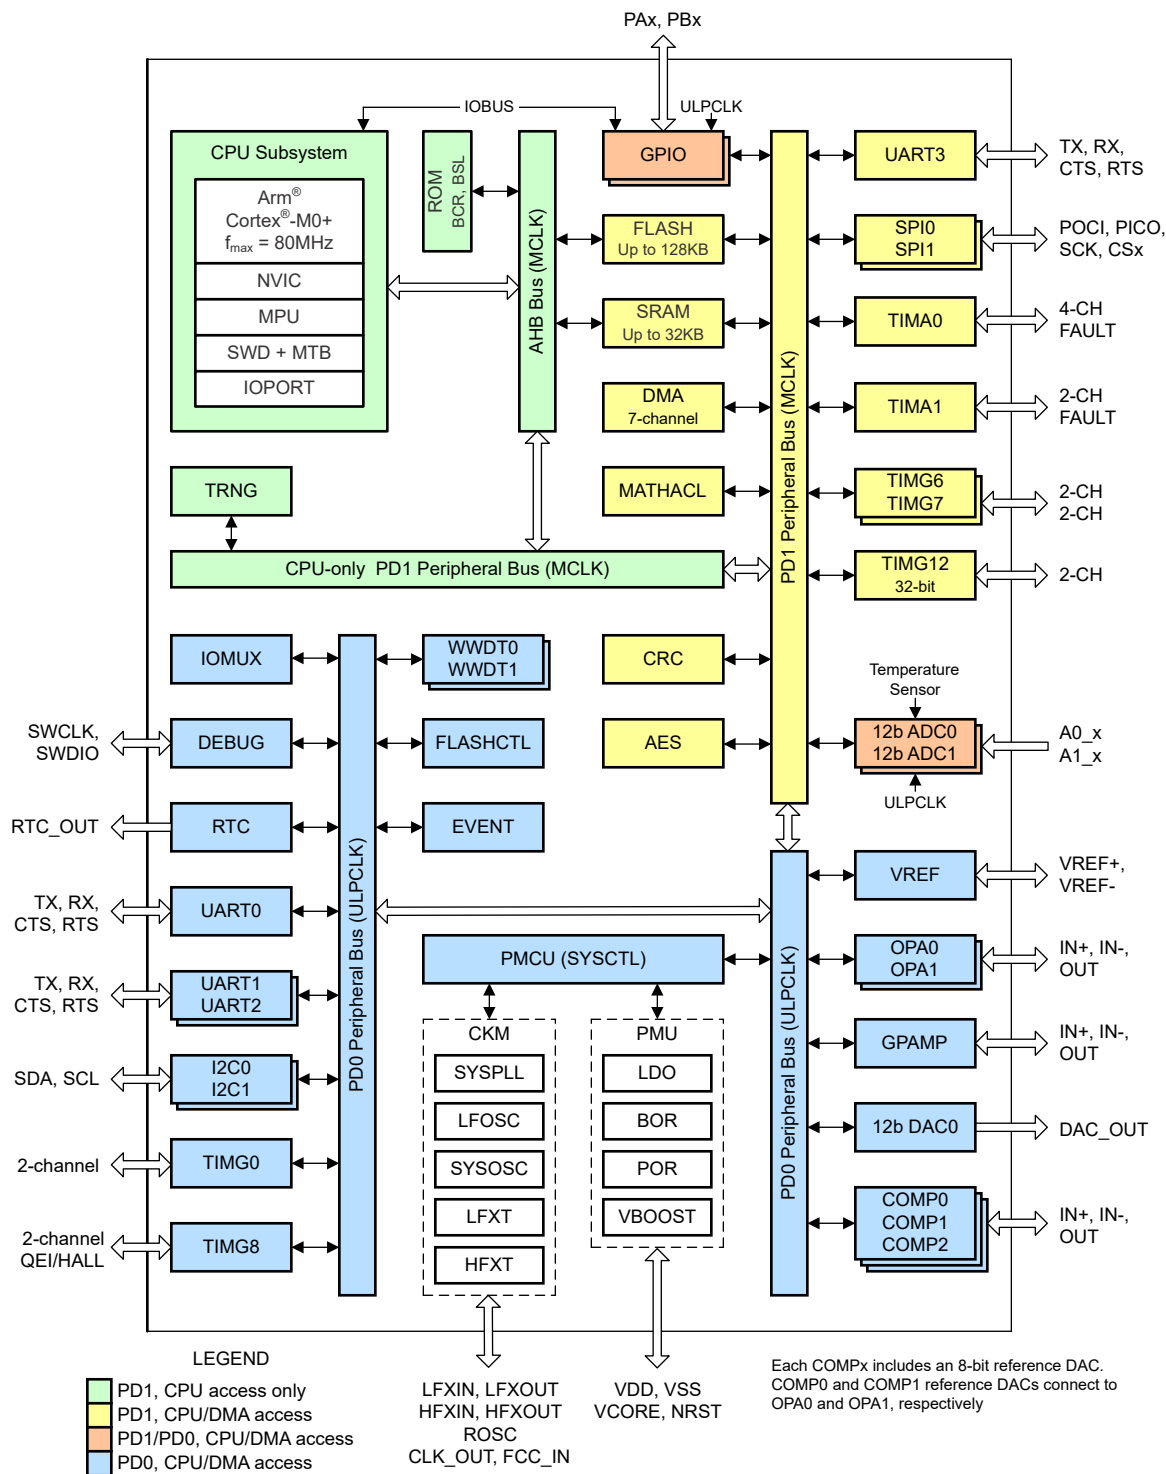 PAx, PBx
IOBUS
ULPCLK
CPU Subsystem
Arm®
Cortex®-M0+
fmax = 80MHz
NVIC
MPU
SWD + MTB
IOPORT
ROM
BCR, BSL
AHB Bus (MCLK)
GPIO
FLASH
Up to 128KB
SRAM
Up to 32KB
DMA
7-channel
MATHACL
PD1 Peripheral Bus (MCLK)
UART3
TX, RX,
CTS, RTS
SPI0
SPI1
POCI, PICO,
SCK, CSx
TIMA0
4-CH
FAULT
TIMA1
2-CH
FAULT
TIMG6
TIMG7
2-CH
2-CH
TIMG12
32-bit
2-CH
TRNG
CPU-only PD1 Peripheral Bus (MCLK)
CRC
AES
Temperature
Sensor
12b ADC0
12b ADC1
A0_x
A1_x
ULPCLK
IOMUX
WWDT0
WWDT1
SWCLK,
SWDIO
DEBUG
FLASHCTL
RTC_OUT
RTC
EVENT
TX, RX,
CTS, RTS
UART0
TX, RX,
CTS, RTS
UART1
UART2
SDA, SCL
I2C0
I2C1
2-channel
TIMG0
2-channel
QEI/HALL
TIMG8
PD0 Peripheral Bus (ULPCLK)
PMCU (SYSCTL)
CKM
SYSPLL
LFOSC
SYSOSC
LFXT
HFXT
PMU
LDO
BOR
POR
VBOOST
PD0 Peripheral Bus (ULPCLK)
VREF
VREF+,
VREF-
OPA0
OPA1
IN+, IN-,
OUT
GPAMP
IN+, IN-,
OUT
12b DAC0
DAC_OUT
COMP0
COMP1
COMP2
IN+, IN-,
OUT
LEGEND
PD1, CPU access only
PD1, CPU/DMA access
PD1/PD0, CPU/DMA access
PD0, CPU/DMA access
LFXIN, LFXOUT
HFXIN, HFXOUT
ROSC
CLK_OUT, FCC_IN
VDD, VSS
VCORE, NRST
Each COMPx includes an 8-bit reference DAC.
COMP0 and COMP1 reference DACs connect to
OPA0 and OPA1, respectively